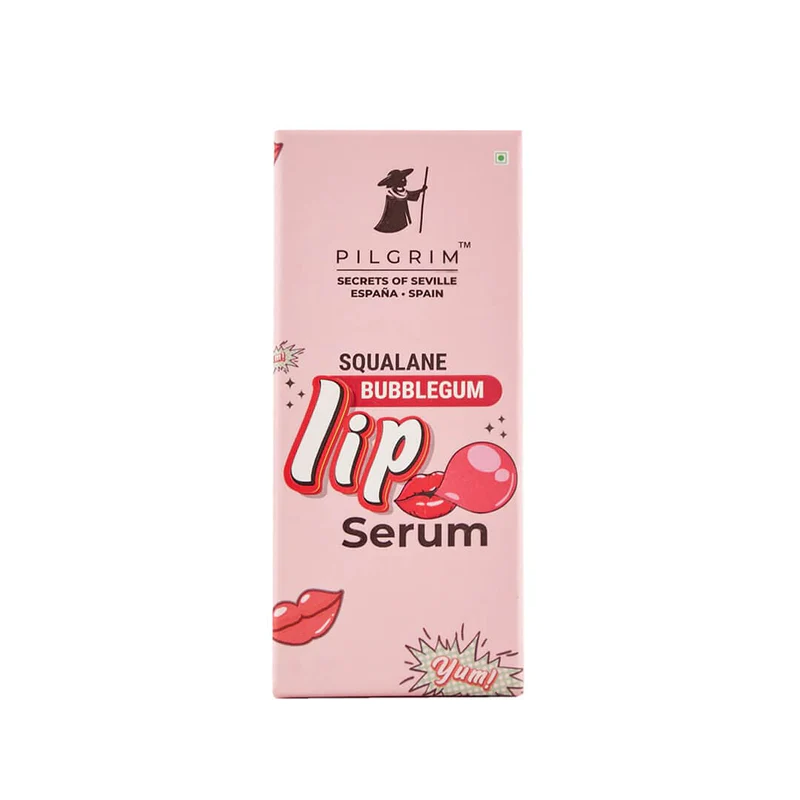 PILGRIM™
SECRETS OF SEVILLE
ESPAÑA • SPAIN
SQUALANE
BUBBLEGUM
lip
Serum
Yum!